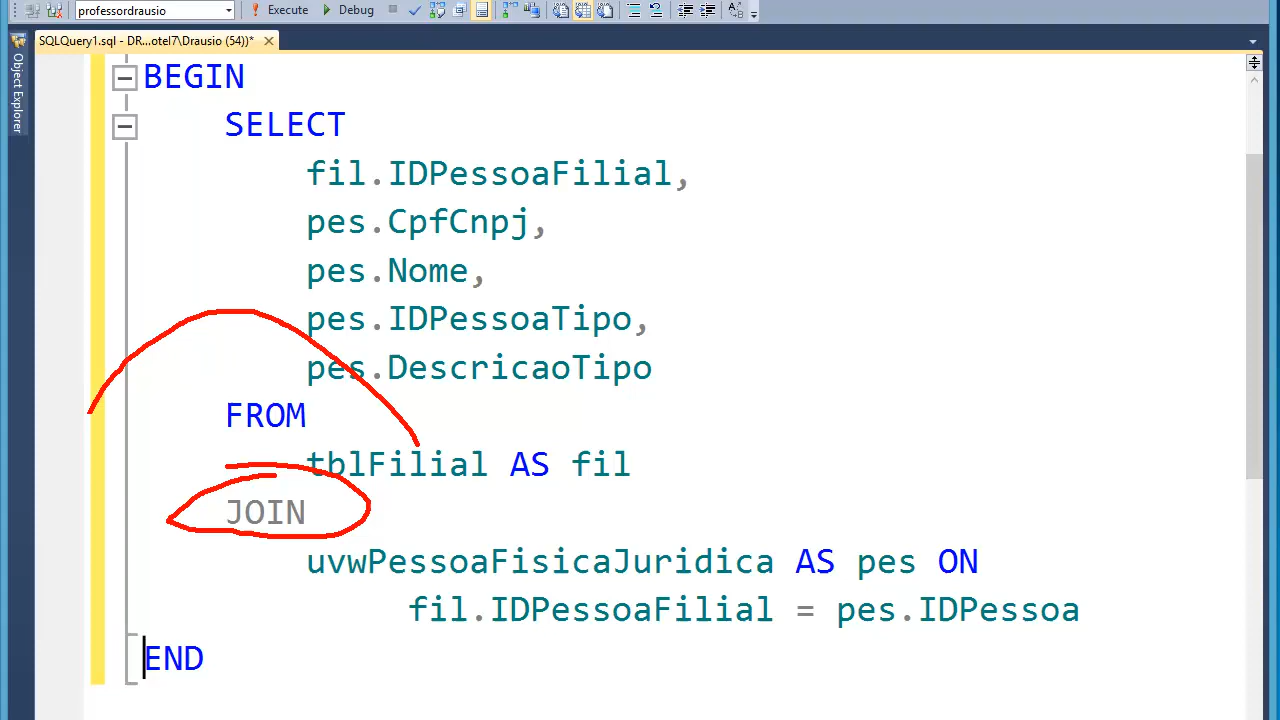 professordrausio Execute Debug
SQLQuery1.sql - DR...otel7\Drausio (54))*
Object Explorer
BEGIN
SELECT
fil.IDPessoaFilial,
pes.CpfCnpj,
pes.Nome,
pes.IDPessoaTipo,
pes.DescricaoTipo
FROM
tblFilial AS fil
JOIN
uvwPessoaFisicaJuridica AS pes ON
fil.IDPessoaFilial = pes.IDPessoa
END